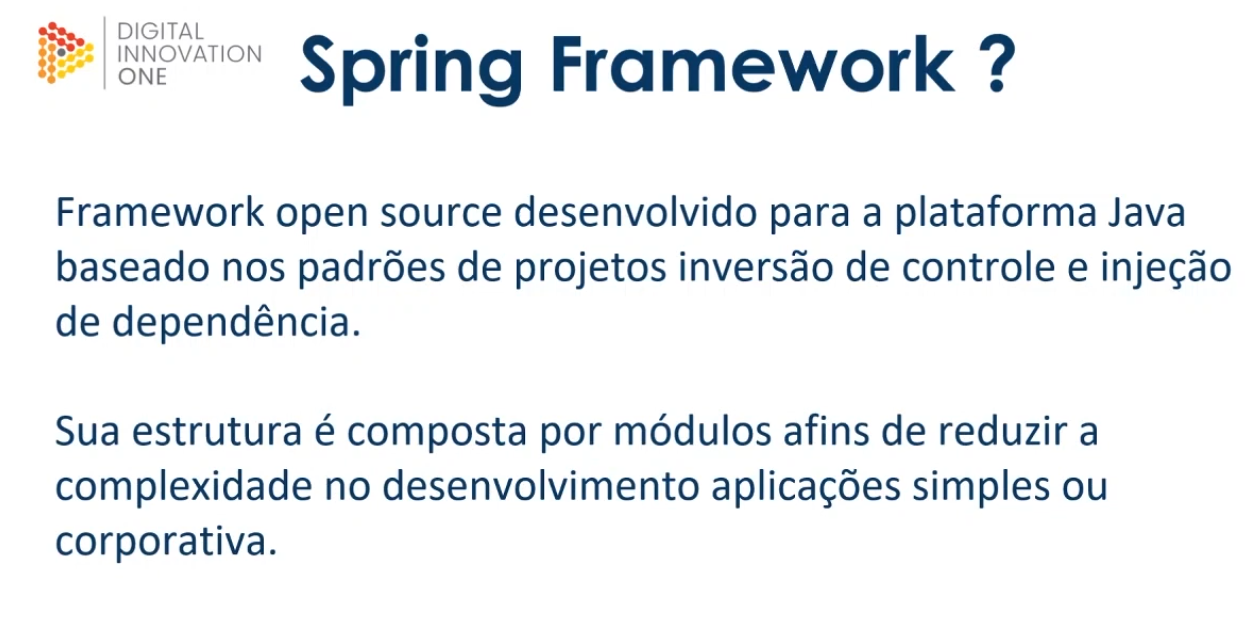 DIGITAL
INNOVATION
ONE
Spring Framework ?
Framework open source desenvolvido para a plataforma Java
baseado nos padrões de projetos inversão de controle e injeção
de dependência.
Sua estrutura é composta por módulos afins de reduzir a
complexidade no desenvolvimento aplicações simples ou
corporativa.